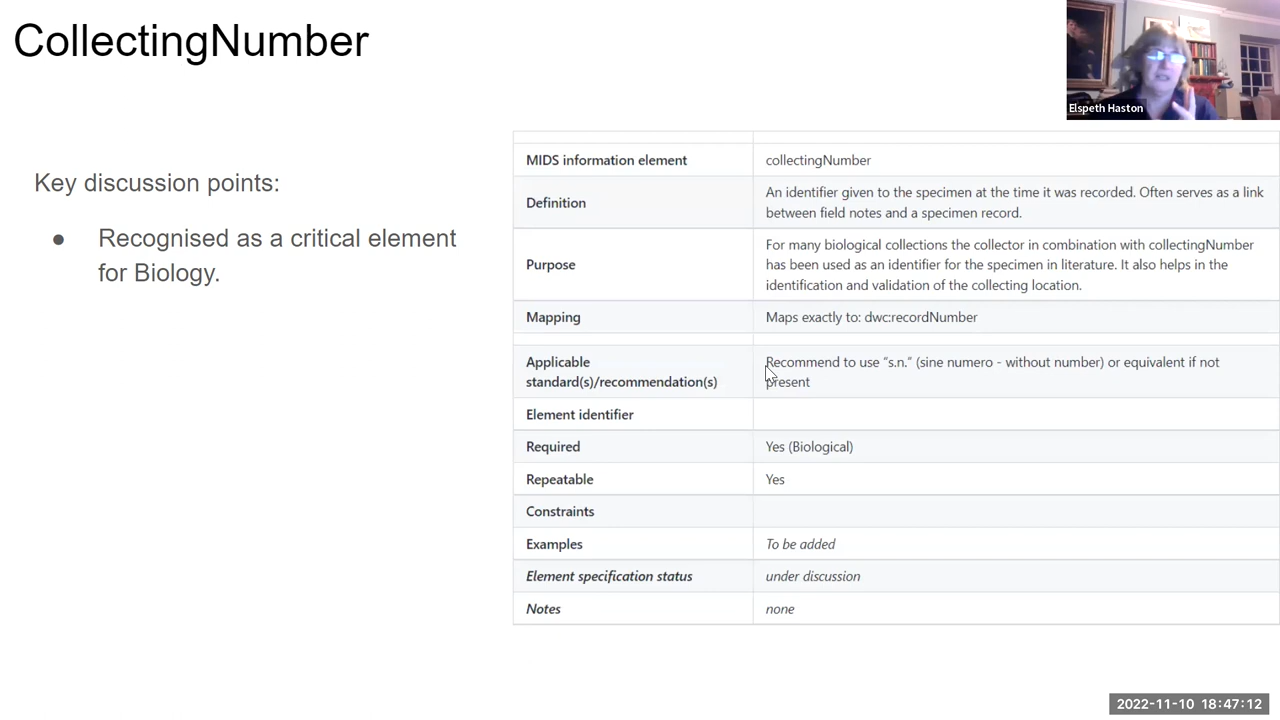 CollectingNumber
Elspeth Haston
Key discussion points:
● Recognised as a critical element
for Biology.
MIDS information element collectingNumber
Definition An identifier given to the specimen at the time it was recorded. Often serves as a link
between field notes and a specimen record.
Purpose For many biological collections the collector in combination with collectingNumber
has been used as an identifier for the specimen in literature. It also helps in the
identification and validation of the collecting location.
Mapping Maps exactly to: dwc:recordNumber
Applicable Recommend to use “s.n.” (sine numero - without number) or equivalent if not
standard(s)/recommendation(s) present
Element identifier
Required Yes (Biological)
Repeatable Yes
Constraints
Examples To be added
Element specification status under discussion
Notes none
2022-11-10 18:47:12